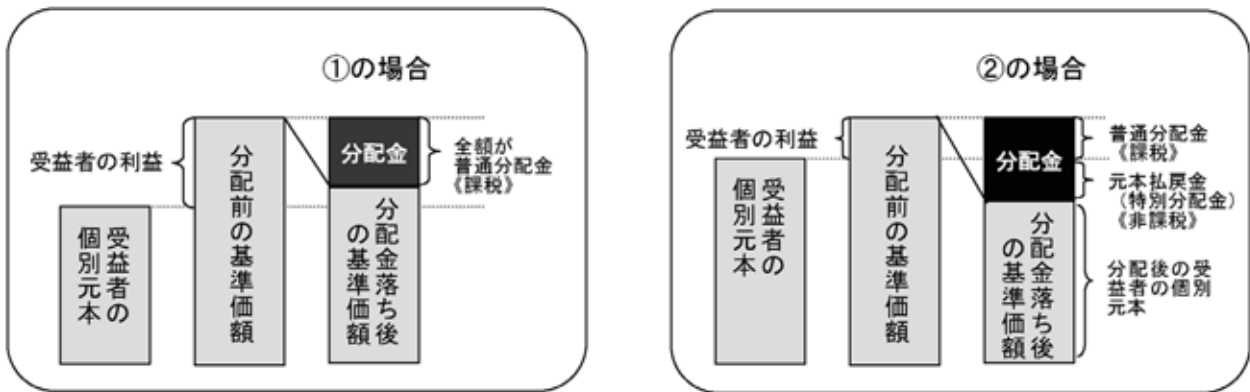 ①の場合
受益者の利益
分配金
全額が
普通分配金
《課税》
受益者の
個別元本
分配前の基準価額
分配金落ち後
の基準価額
②の場合
受益者の利益
分配金
普通分配金
《課税》
元本払戻金
(特別分配金)
《非課税》
受益者の
個別元本
分配前の基準価額
分配金落ち後
の基準価額
分配後の受
益者の個別
元本